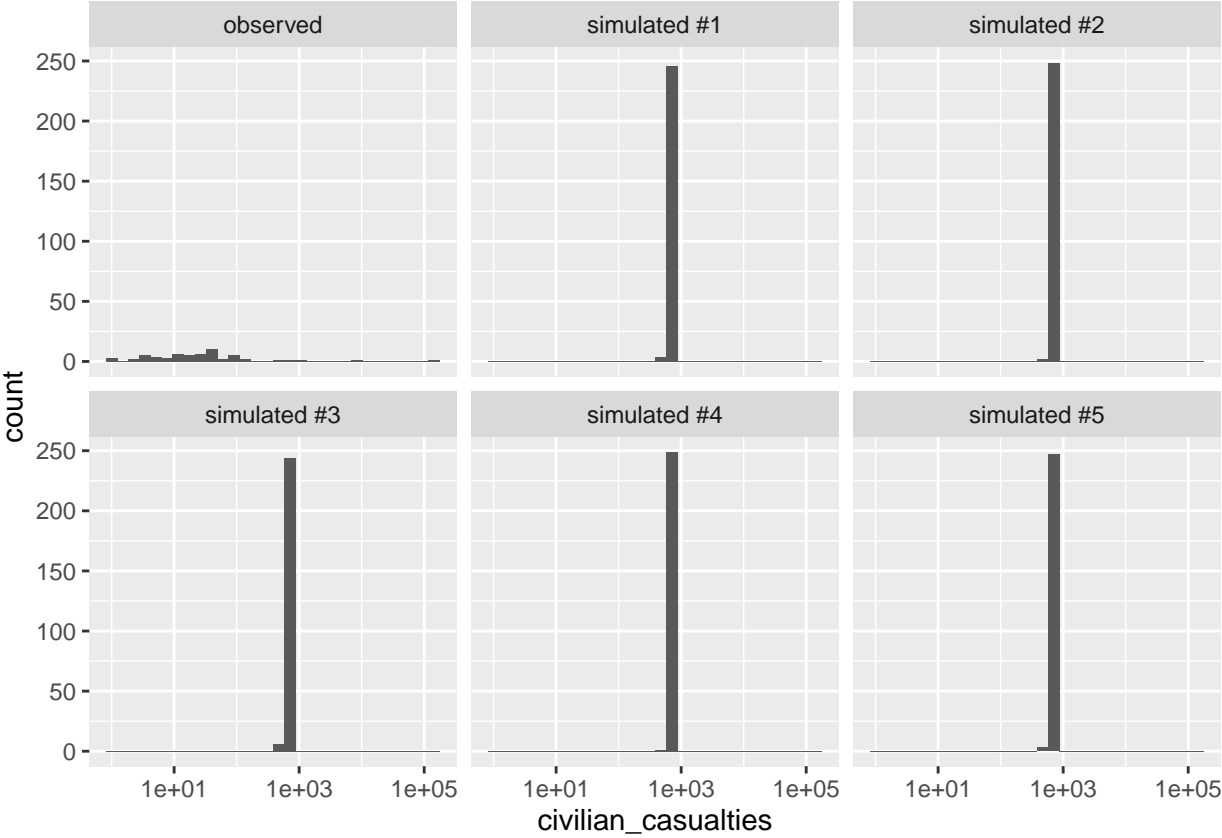 observed
simulated #1
simulated #2
250
200
150
100
50
0
count
simulated #3
simulated #4
simulated #5
250
200
150
100
50
0
1e+01 1e+03 1e+05 1e+01 1e+03 1e+05 1e+01 1e+03 1e+05
civilian_casualties